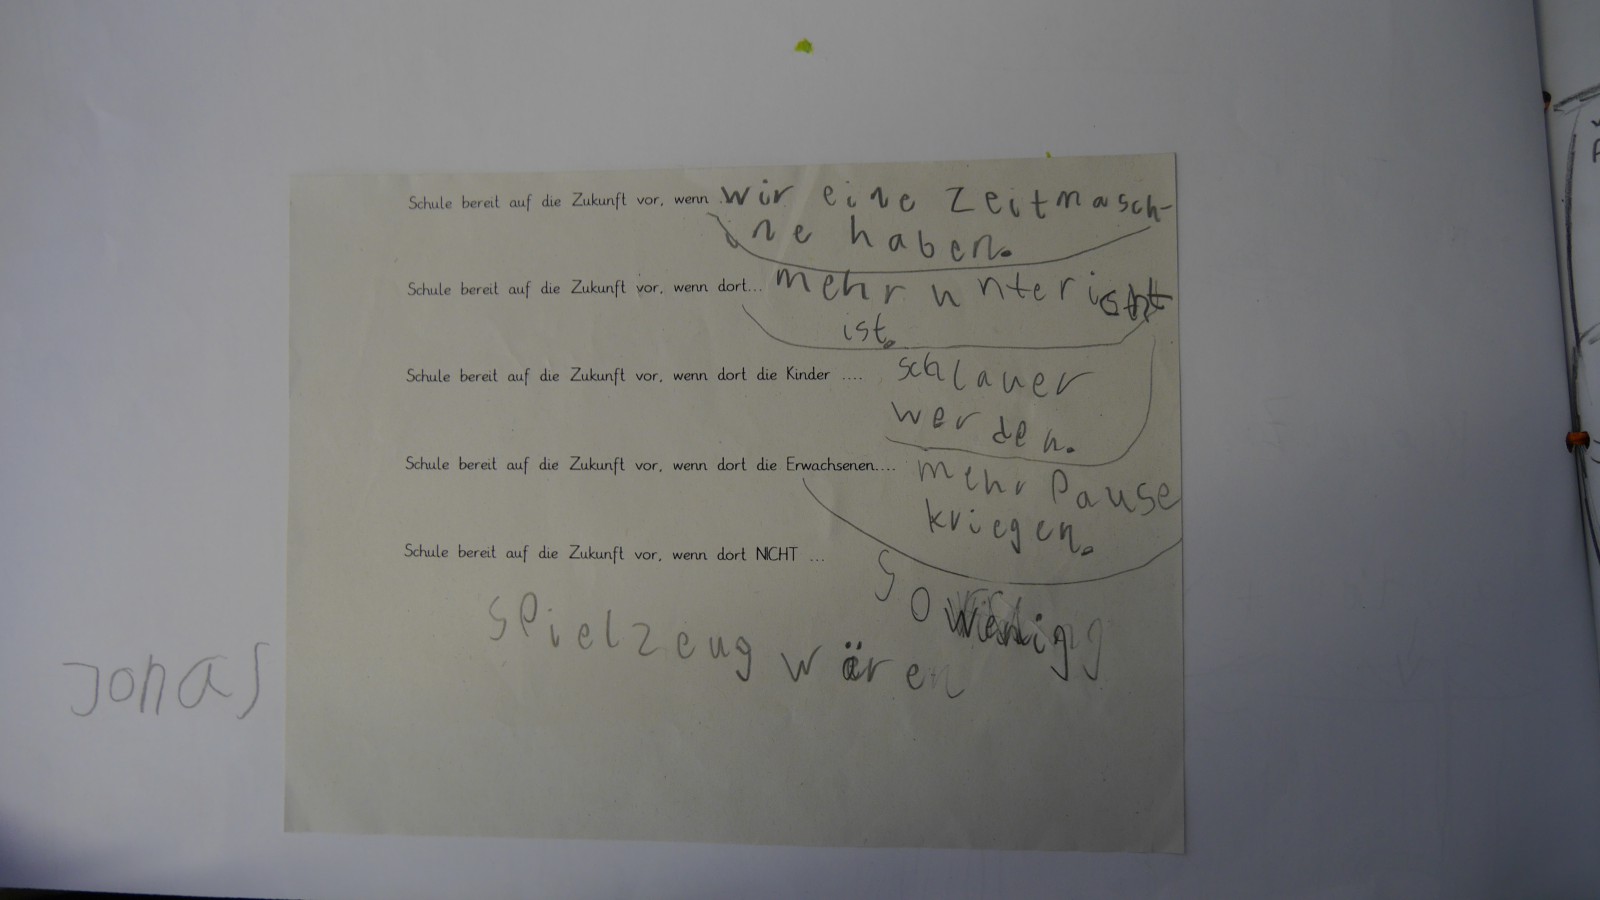 Schule bereit auf die Zukunft vor, wenn wir eine Zeitmasch-
ine haben.
Schule bereit auf die Zukunft vor, wenn dort... mehr untericht
ist.
Schule bereit auf die Zukunft vor, wenn dort die Kinder .... schlauer
werden.
Schule bereit auf die Zukunft vor, wenn dort die Erwachsenen.... mehr Pause
kriegen.
Schule bereit auf die Zukunft vor, wenn dort NICHT ... so wenig
spielzeug wären
Jonas